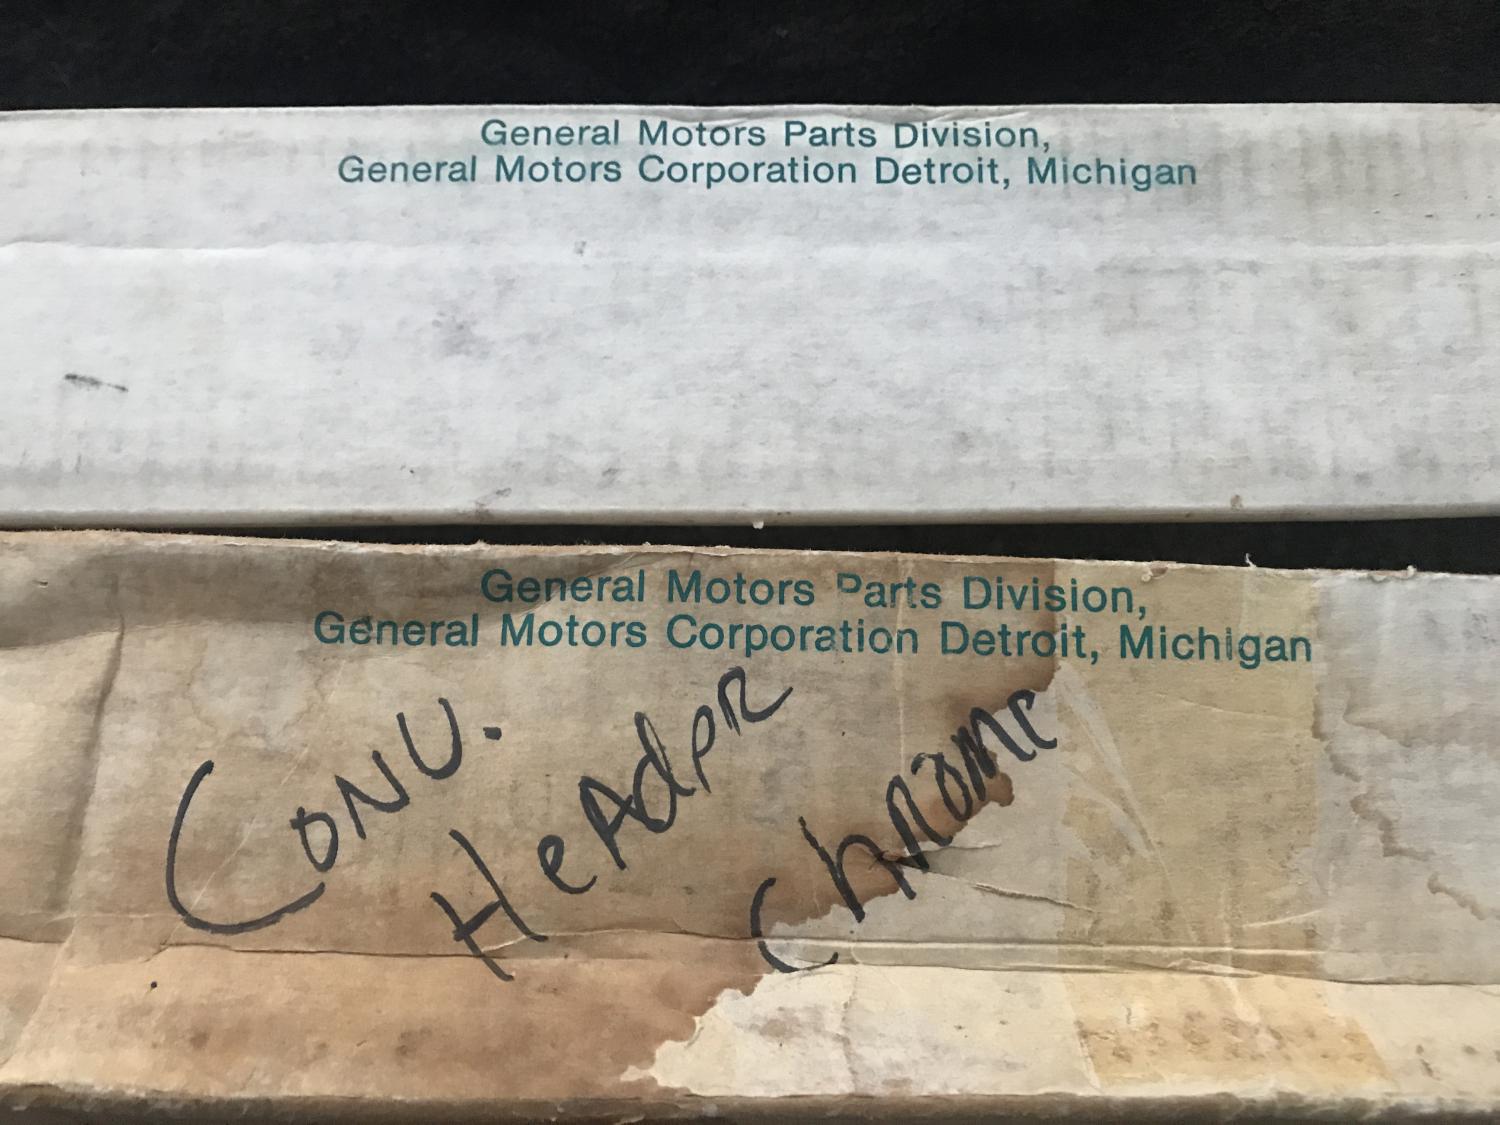 General Motors Parts Division,
General Motors Corporation Detroit, Michigan
General Motors Parts Division,
General Motors Corporation Detroit, Michigan
CONV.
HeAdeR
Chrome